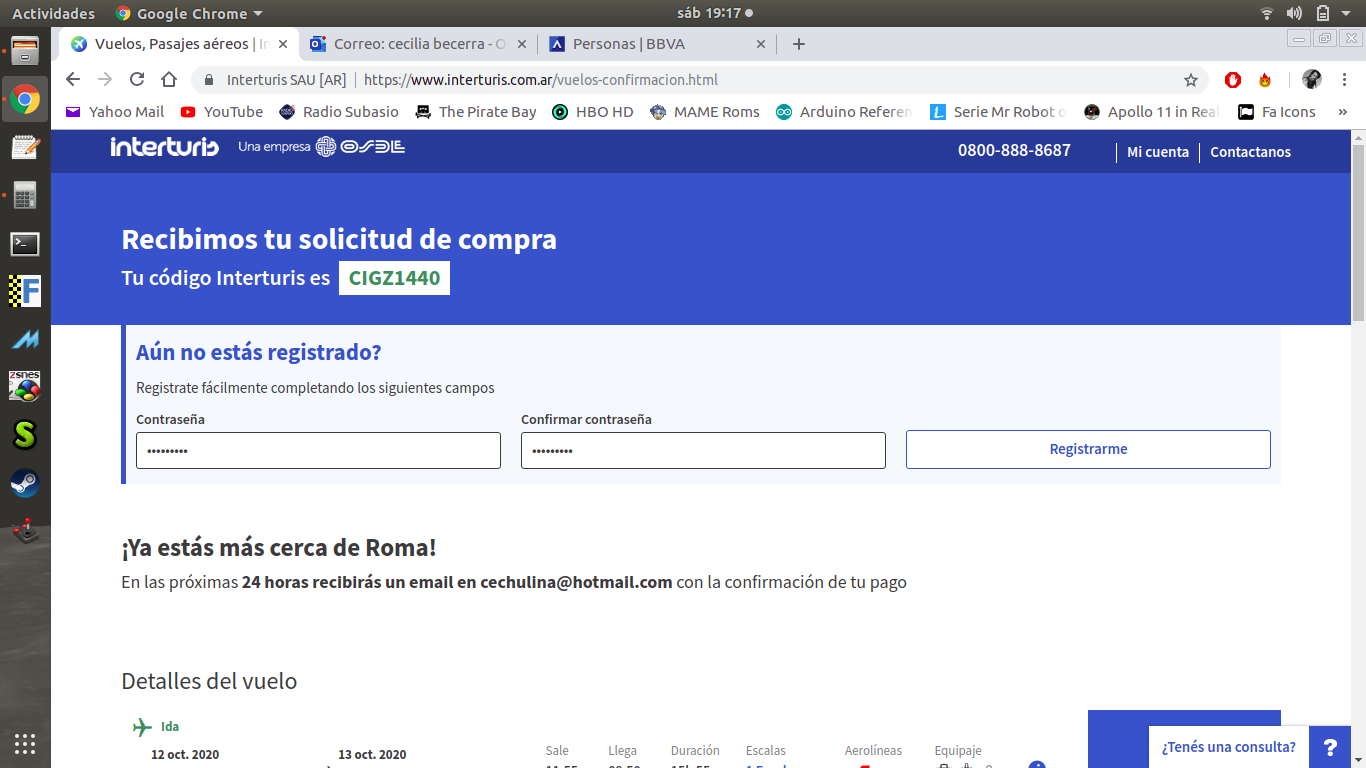 Actividades
Google Chrome
sáb 19:17
Vuelos, Pasajes aéreos |
Correo: cecilia becerra -
Personas | BBVA
Interturis SAU [AR] | https://www.interturis.com.ar/vuelos-confirmacion.html
Yahoo Mail
YouTube
Radio Subasio
The Pirate Bay
HBO HD
MAME Roms
Arduino Referen
Serie Mr Robot
Apollo 11 in Real
Fa Icons
»
interturis
Una empresa OSDE
0800-888-8687
Mi cuenta
Contactanos
Recibimos tu solicitud de compra
Tu código Interturis es CIGZ1440
Aún no estás registrado?
Registrate fácilmente completando los siguientes campos
Contraseña
Confirmar contraseña
•••••••••
•••••••••
Registrarme
¡Ya estás más cerca de Roma!
En las próximas 24 horas recibirás un email en cechulina@hotmail.com con la confirmación de tu pago
Detalles del vuelo
Ida
12 oct. 2020
13 oct. 2020
Sale
Llega
Duración
Escalas
Aerolíneas
Equipaje
¿Tenés una consulta?
?